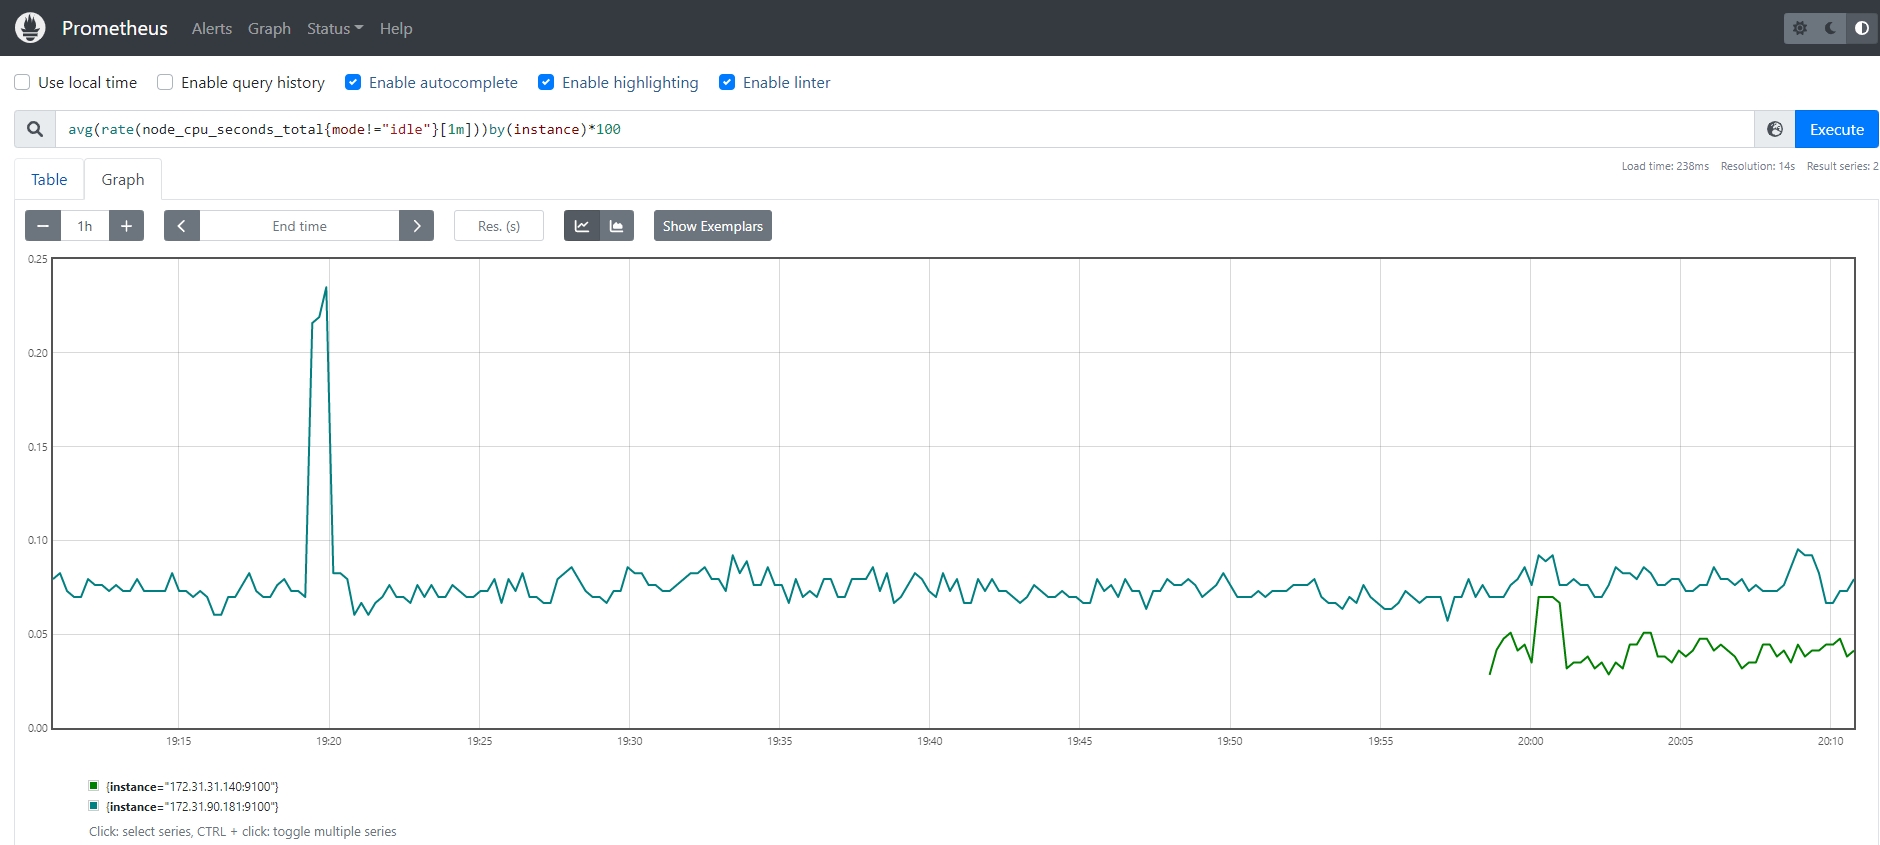 Prometheus Alerts Graph Status Help
Use local time Enable query history Enable autocomplete Enable highlighting Enable linter
avg(rate(node_cpu_seconds_total{mode!="idle"}[1m]))by(instance)*100 Execute
Load time: 238ms Resolution: 14s Result series: 2
Table Graph
1h End time Res. (s) Show Exemplars
0.25
0.20
0.15
0.10
0.05
0.00
19:15 19:20 19:25 19:30 19:35 19:40 19:45 19:50 19:55 20:00 20:05 20:10
{instance="172.31.31.140:9100"}
{instance="172.31.90.181:9100"}
Click: select series, CTRL + click: toggle multiple series